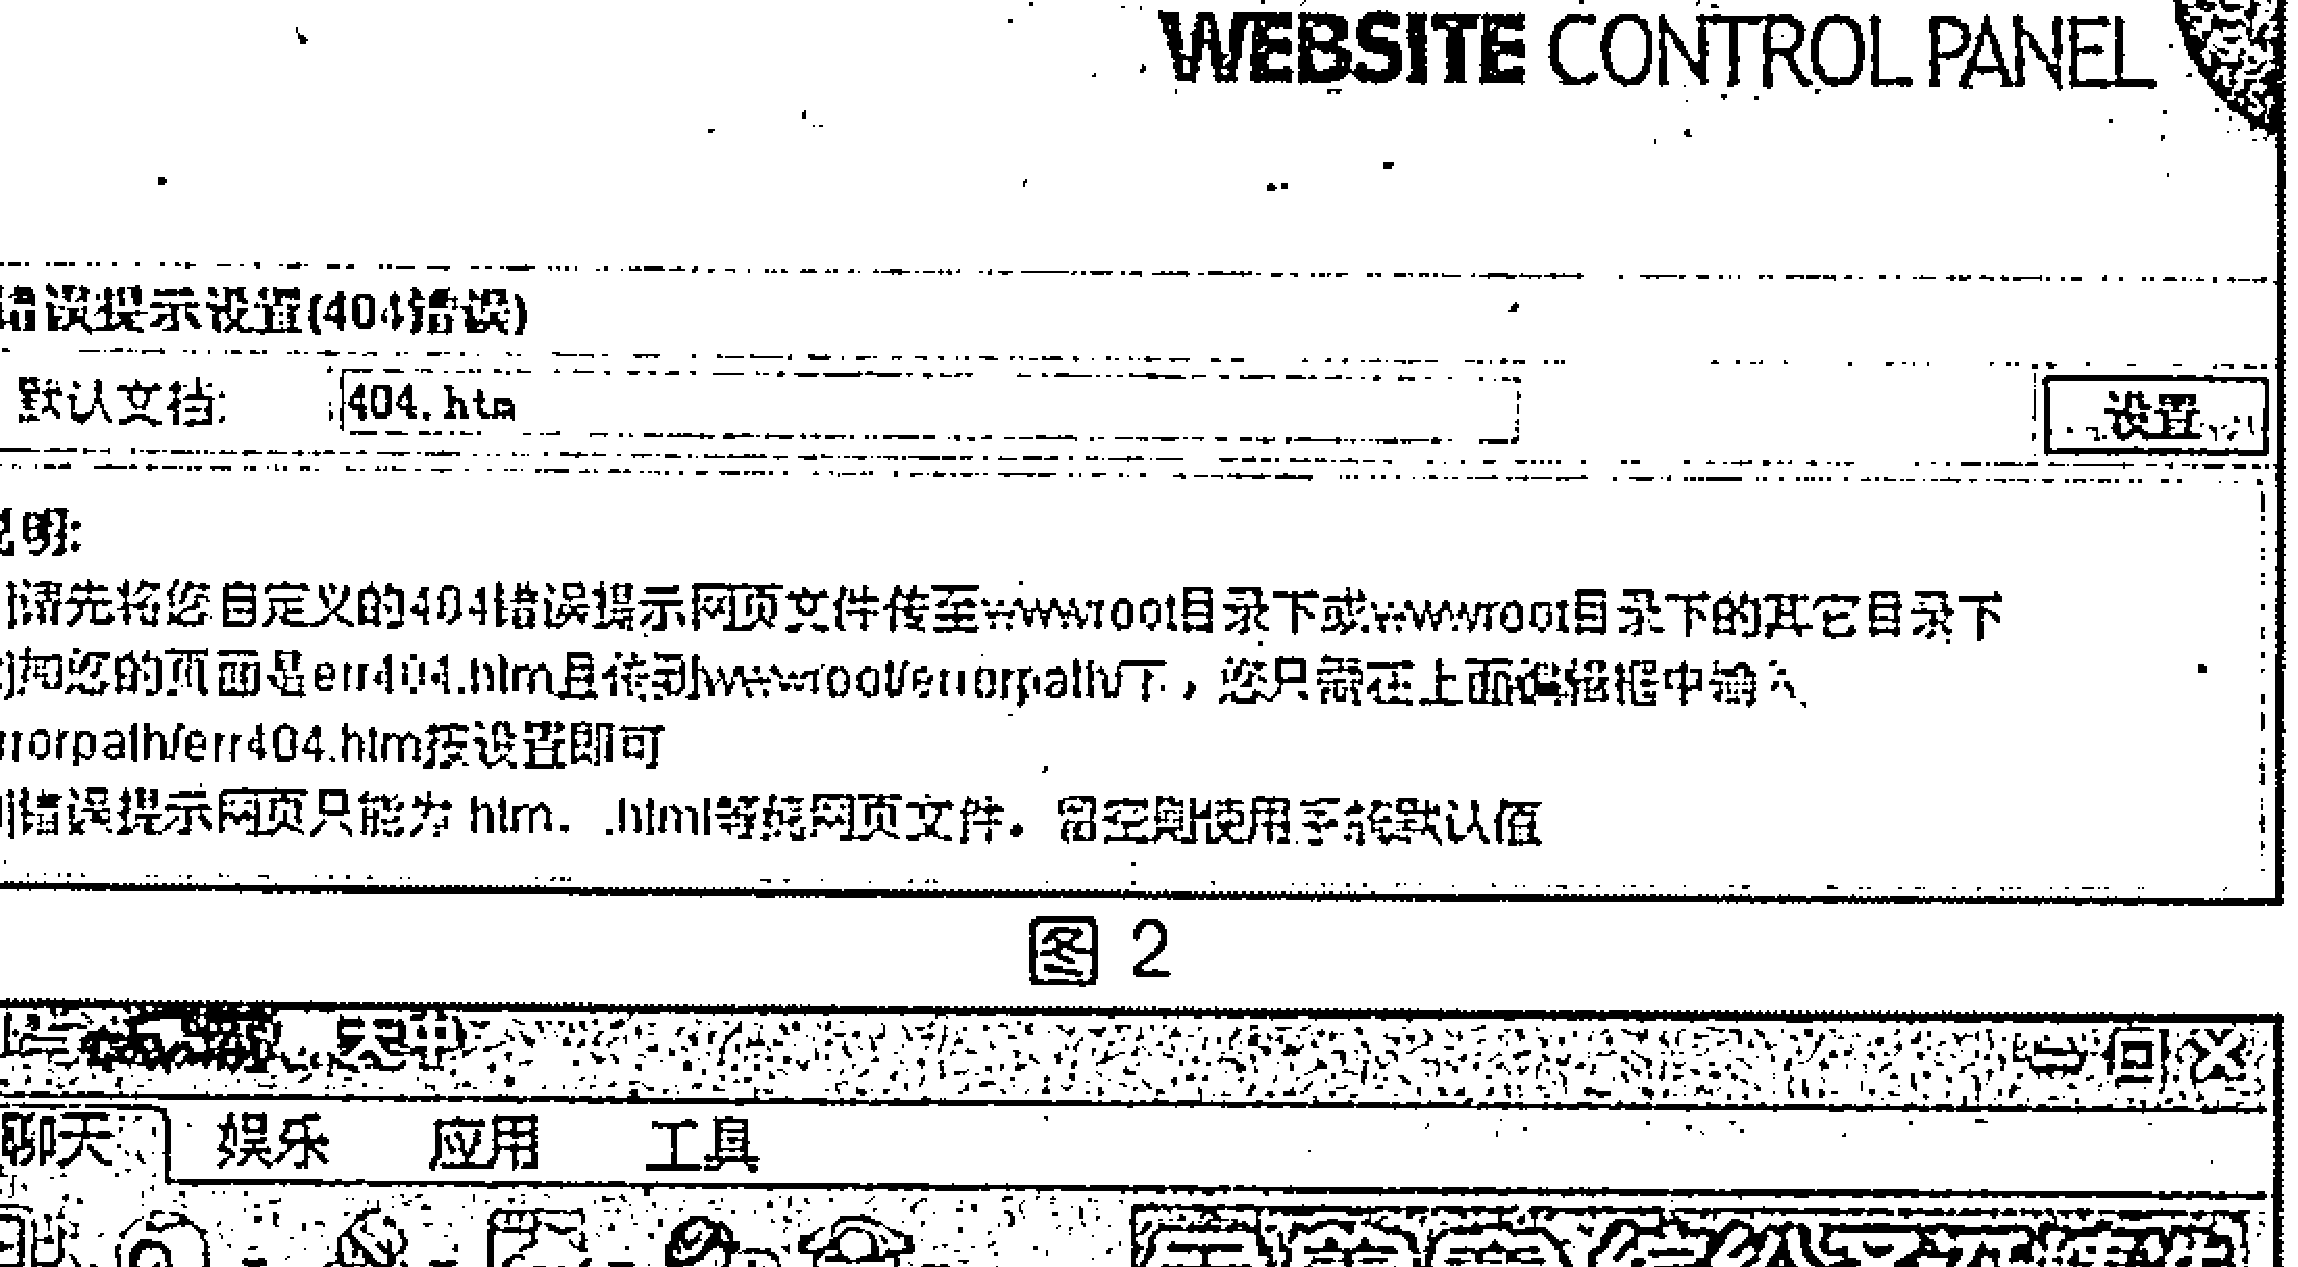 WEBSITE CONTROL PANEL
错误提示设置(404错误)
默认文档:
404.htm
设置
说明:
请先将您自定义的404错误提示网页文件传至wwwroot目录下或wwwroot目录下的其它目录下
如您的页面是err404.htm且传到wwwroot/errorpath/下，您只需在上面编辑框中输入
errorpath/err404.htm按设置即可
错误提示网页只能为 htm、.html等纯网页文件。留空则使用系统默认值
图 2
天中
聊天 娱乐 应用 工具